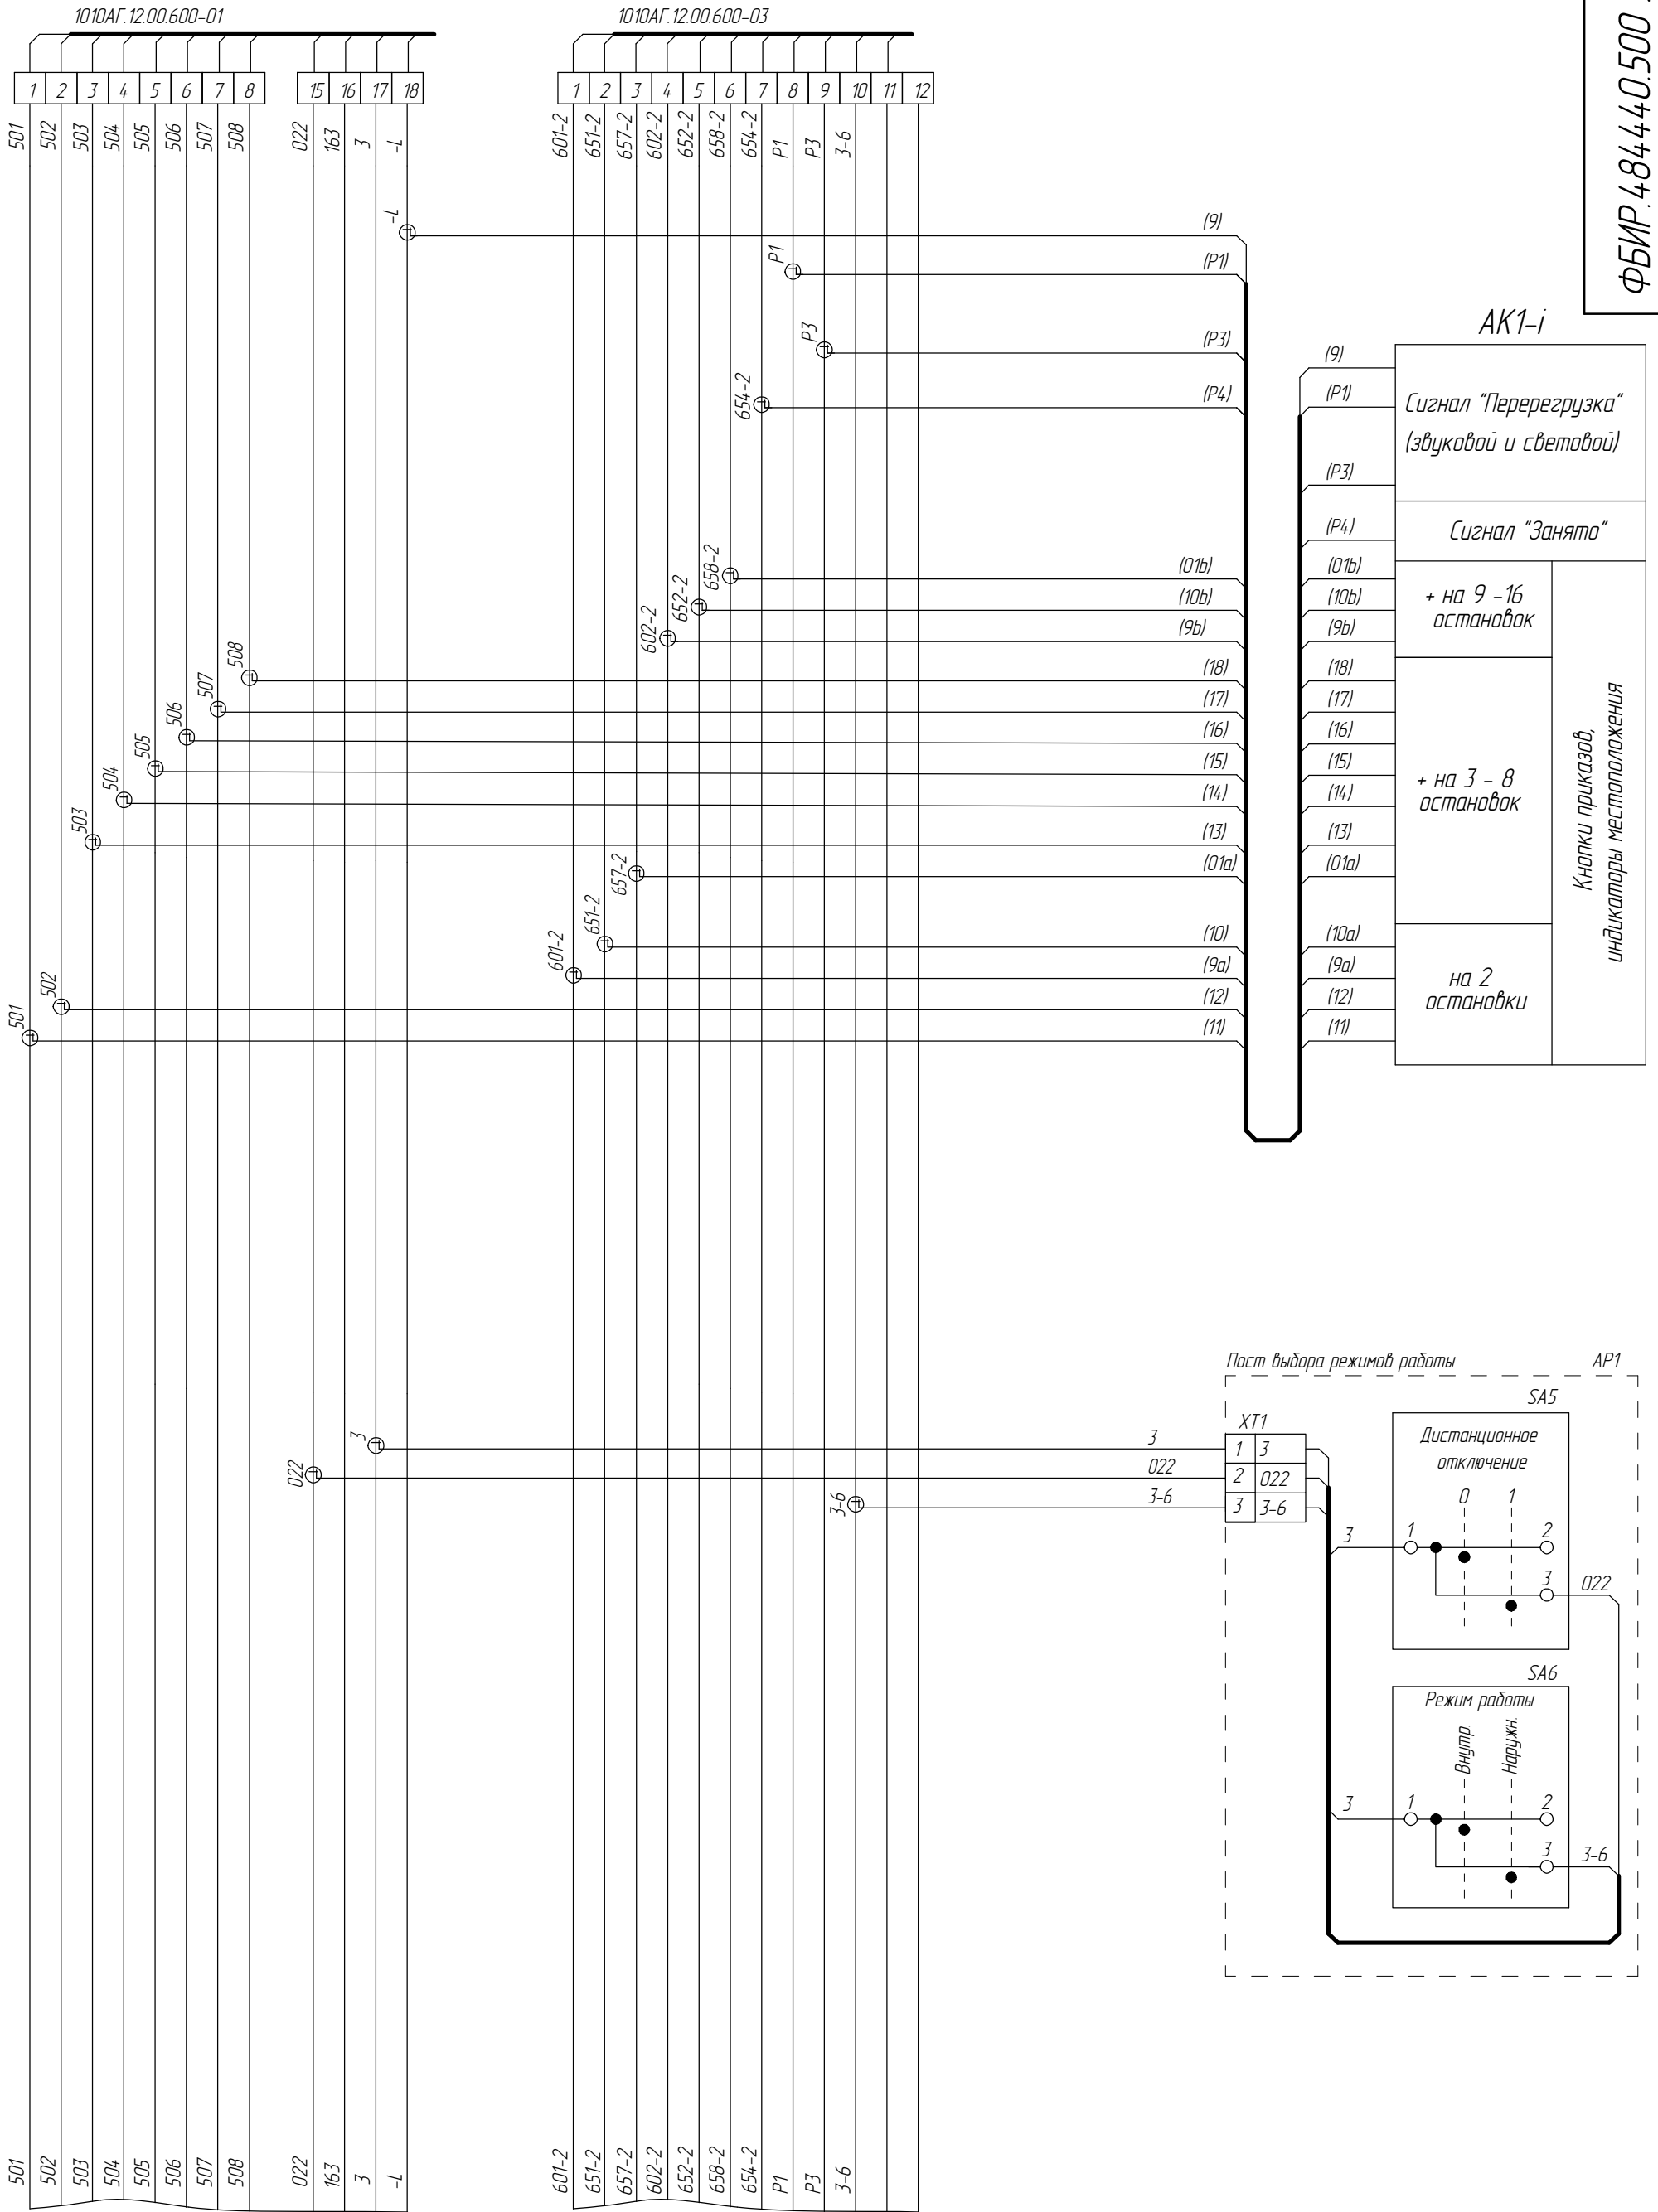 1010АГ.12.00.600-01
1010АГ.12.00.600-03
ФБИР.484440.500
1 2 3 4 5 6 7 8 15 16 17 18
1 2 3 4 5 6 7 8 9 10 11 12
501 502 503 504 505 506 507 508 022 163 3 -L
601-2 651-2 657-2 602-2 652-2 658-2 654-2 P1 P3 3-6
АК1-i
-L (9)
P1 (P1)
P3 (P3)
654-2 (P4)
(9)
(P1)
Сигнал "Перерегрузка"
(звуковой и световой)
(P3)
(P4)
Сигнал "Занято"
658-2 (01b) (01b)
652-2 (10b) (10b)
602-2 (9b) (9b)
+ на 9 -16
остановок
508 (18) (18)
507 (17) (17)
506 (16) (16)
505 (15) (15)
504 (14) (14)
503 (13) (13)
657-2 (01a) (01a)
+ на 3 - 8
остановок
651-2 (10) (10a)
601-2 (9a) (9a)
502 (12) (12)
501 (11) (11)
на 2
остановки
Кнопки приказов,
индикаторы местоположения
Пост выбора режимов работы
АР1
XT1
3 3 1 3
022 022 2 022
3-6 3-6 3 3-6
SA5
Дистанционное
отключение
0 1
3 1 2
3 022
SA6
Режим работы
Внутр.
Наружн.
3 1 2
3 3-6
501 502 503 504 505 506 507 508 022 163 3 -L
601-2 651-2 657-2 602-2 652-2 658-2 654-2 P1 P3 3-6